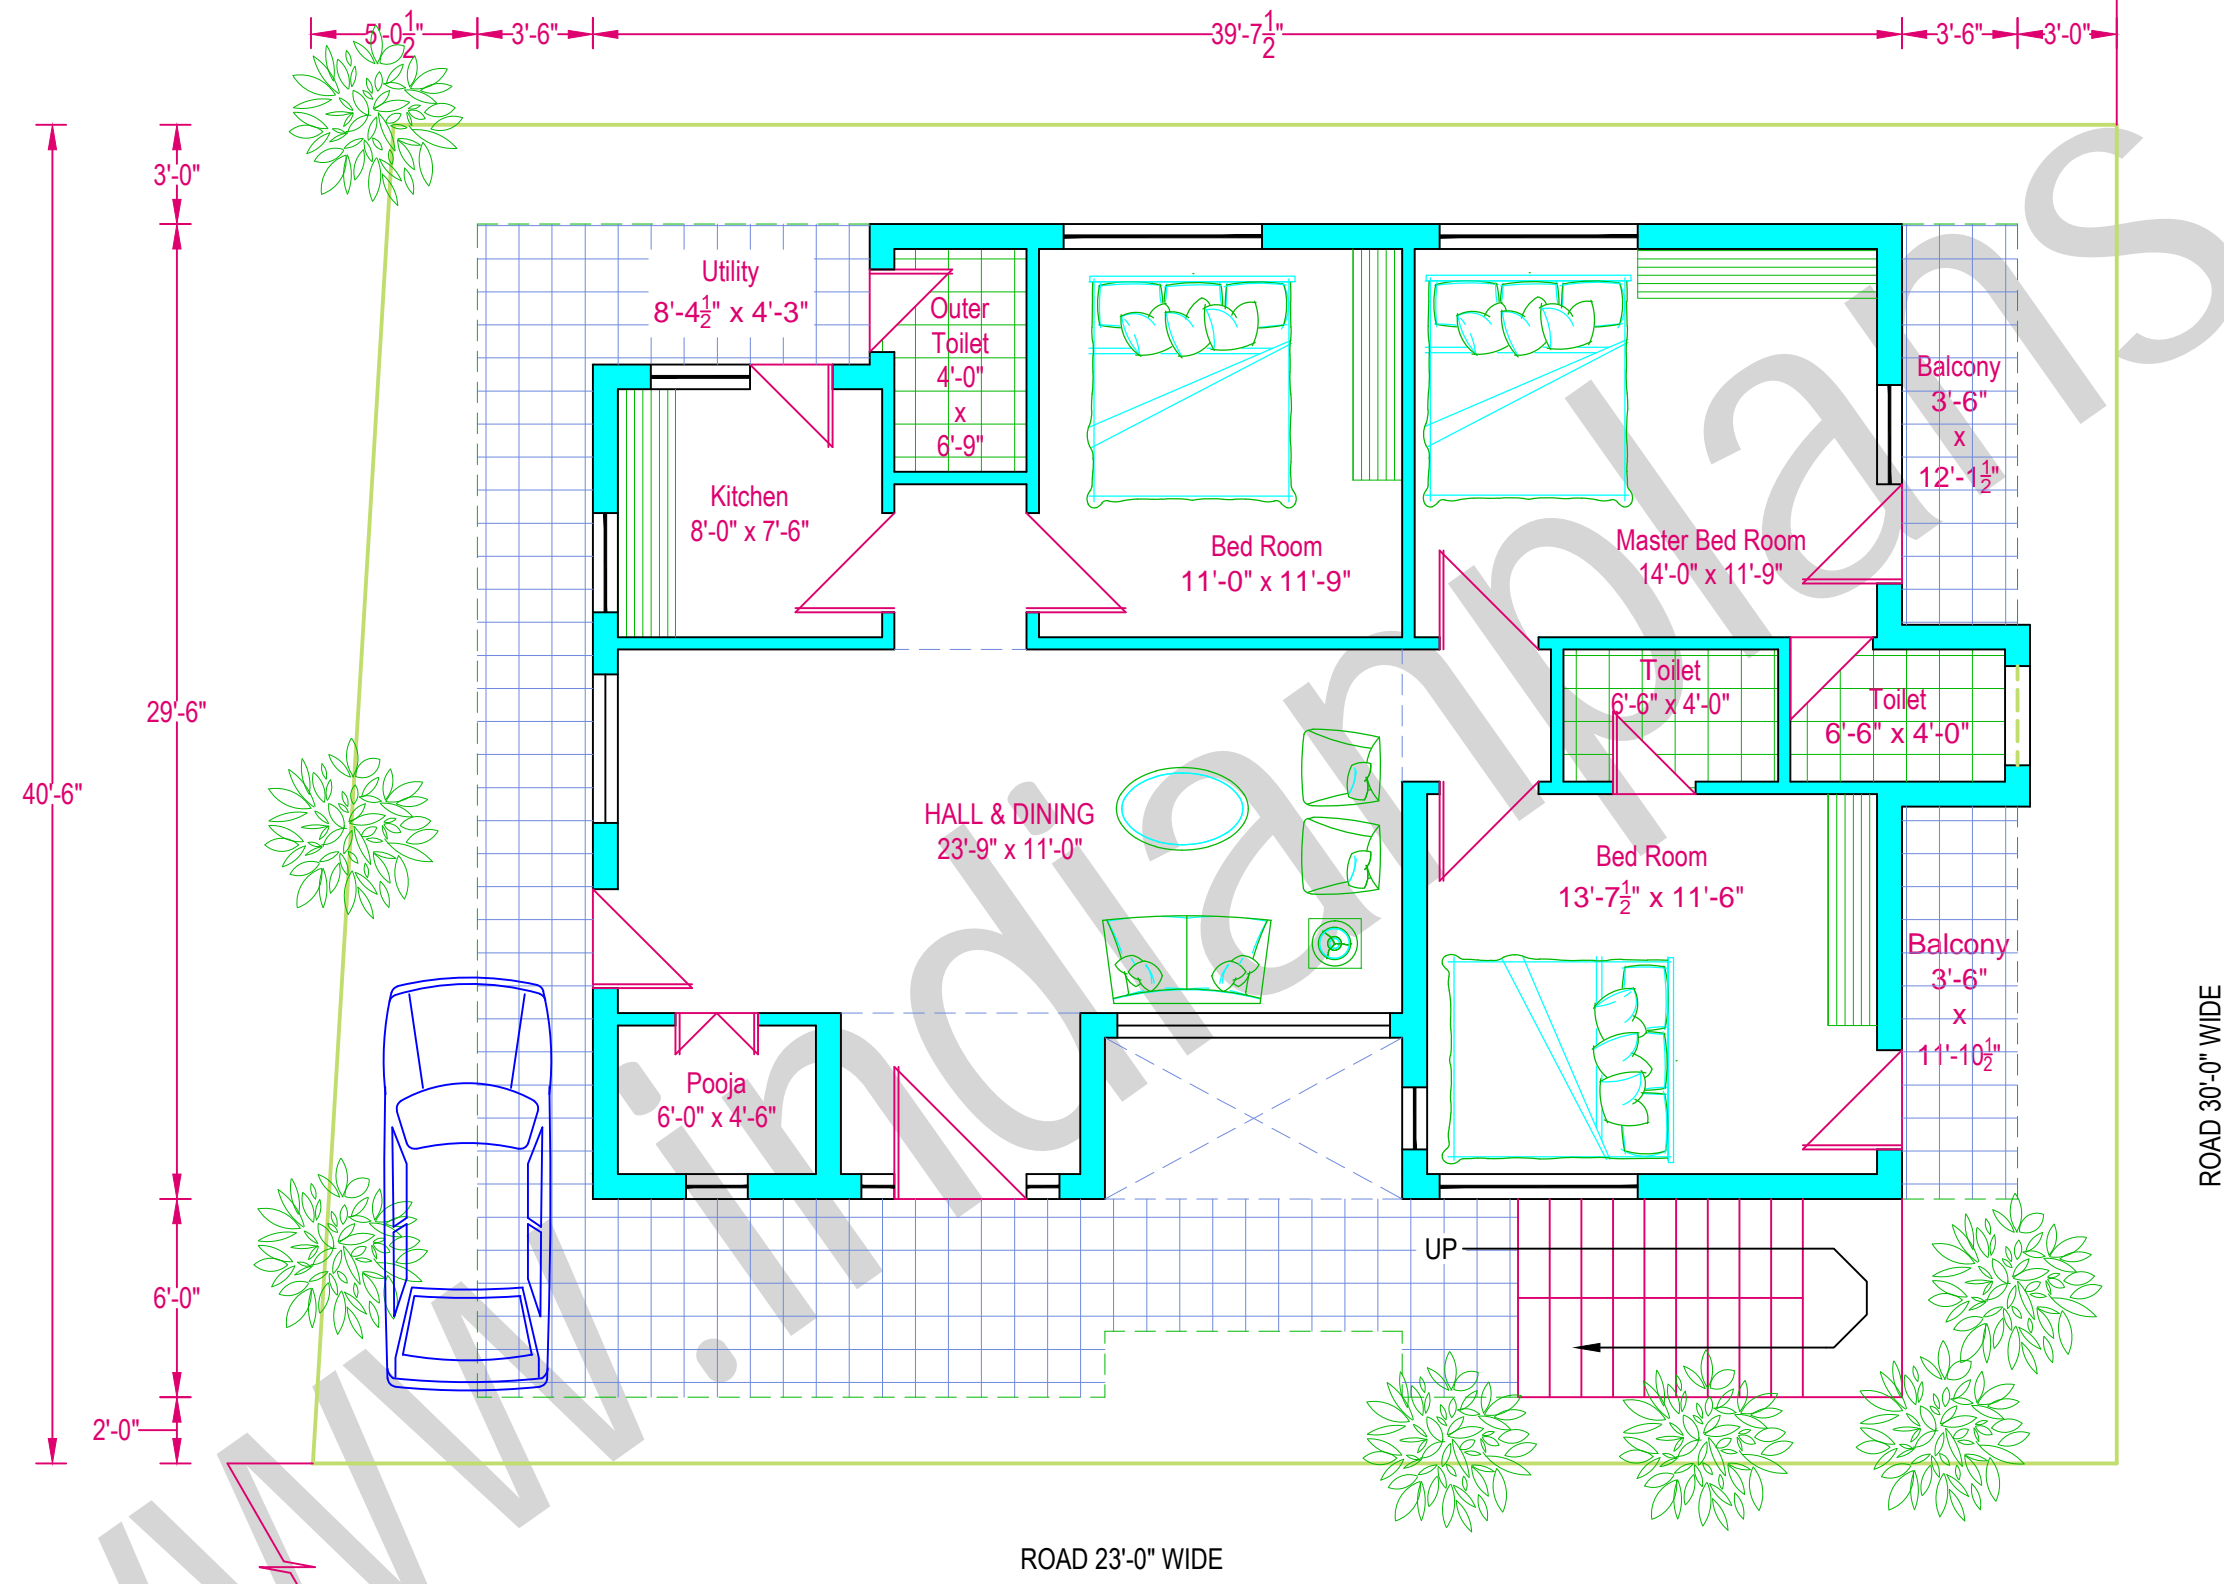 5'-0½"
3'-6"
39'-7½"
3'-6"
3'-0"
3'-0"
29'-6"
40'-6"
6'-0"
2'-0"
Utility
8'-4½" x 4'-3"
Outer
Toilet
4'-0"
x
6'-9"
Kitchen
8'-0" x 7'-6"
Bed Room
11'-0" x 11'-9"
Master Bed Room
14'-0" x 11'-9"
Balcony
3'-6"
x
12'-1½"
Toilet
6'-6" x 4'-0"
Toilet
6'-6" x 4'-0"
HALL & DINING
23'-9" x 11'-0"
Bed Room
13'-7½" x 11'-6"
Balcony
3'-6"
x
11'-10½"
Pooja
6'-0" x 4'-6"
UP
ROAD 30'-0" WIDE
ROAD 23'-0" WIDE
ww.indianplans